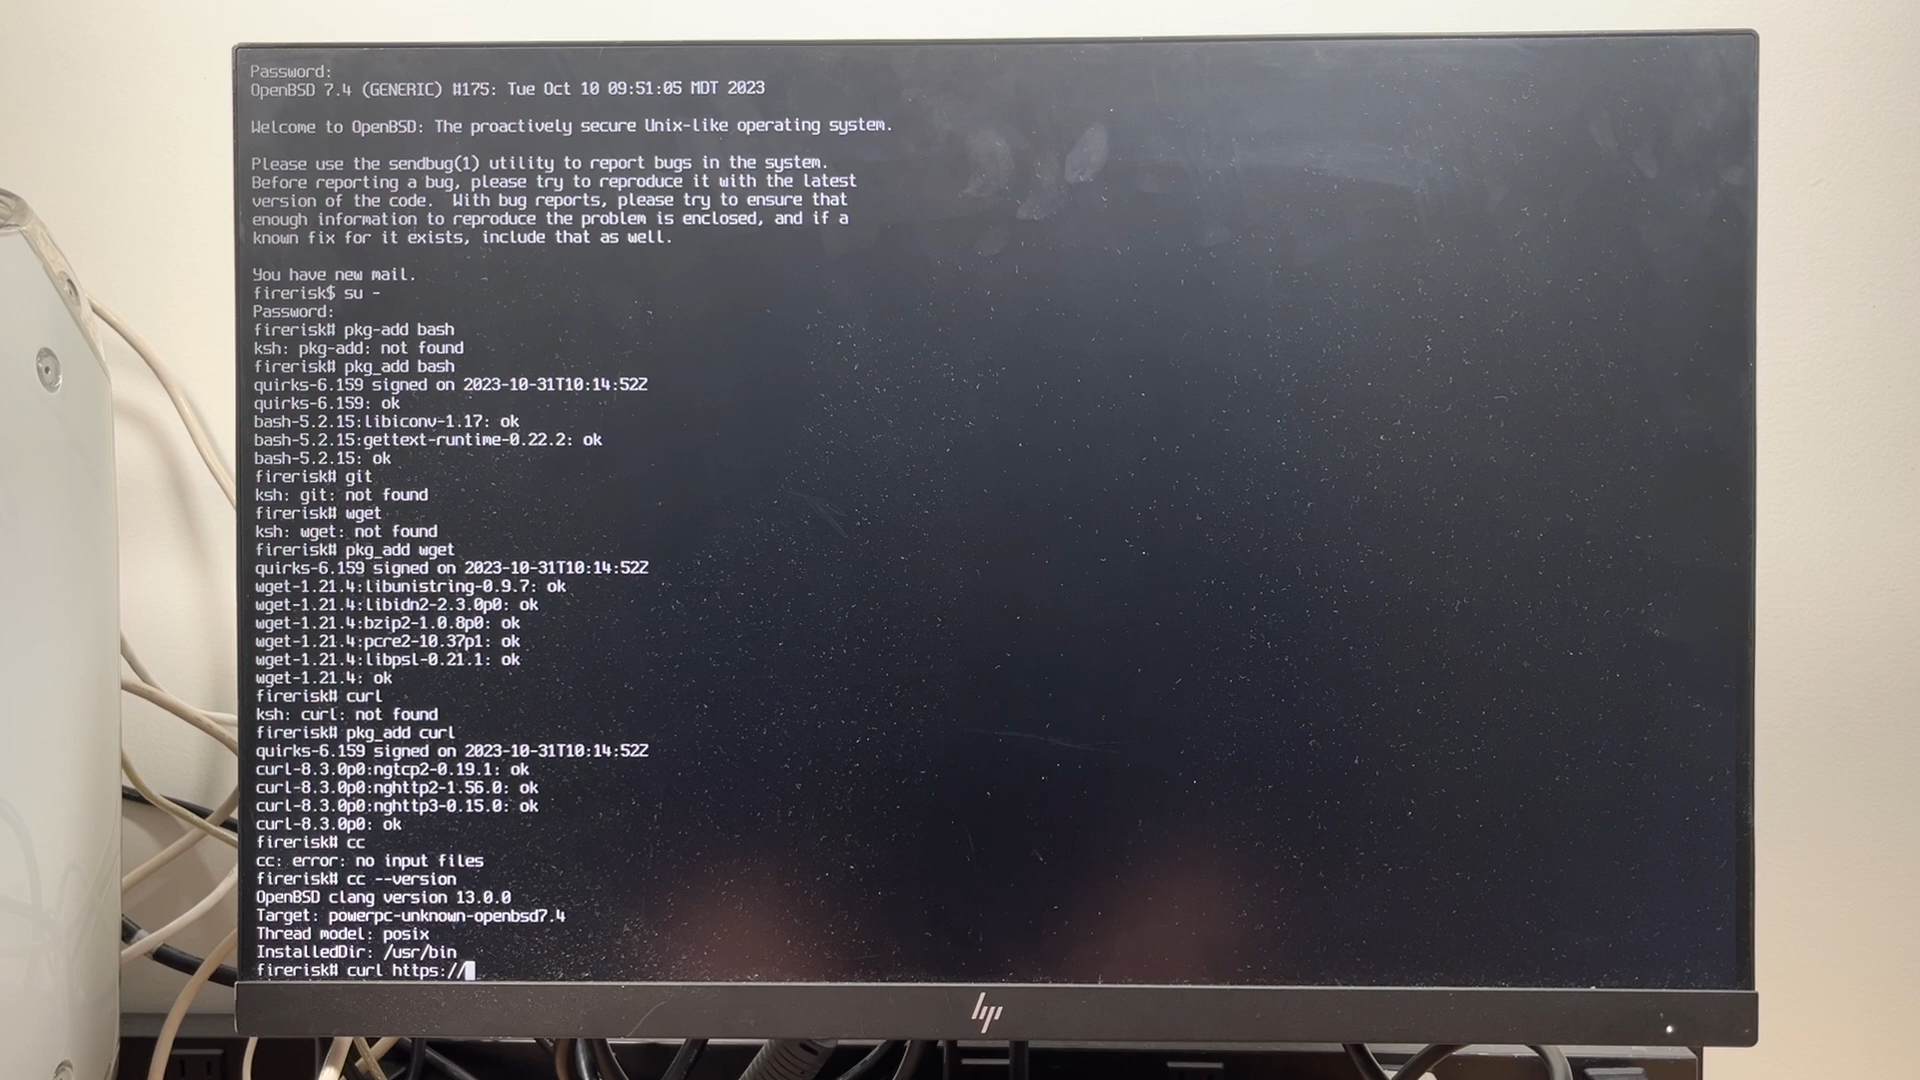 Password:
OpenBSD 7.4 (GENERIC) #175: Tue Oct 10 09:51:05 MDT 2023
Welcome to OpenBSD: The proactively secure Unix-like operating system.
Please use the sendbug(1) utility to report bugs in the system.
Before reporting a bug, please try to reproduce it with the latest
version of the code.  With bug reports, please try to ensure that
enough information to reproduce the problem is enclosed, and if a
known fix for it exists, include that as well.
You have new mail.
firerisk$ su -
Password:
firerisk# pkg-add bash
ksh: pkg-add: not found
firerisk# pkg_add bash
quirks-6.159 signed on 2023-10-31T10:14:52Z
quirks-6.159: ok
bash-5.2.15:libiconv-1.17: ok
bash-5.2.15:gettext-runtime-0.22.2: ok
bash-5.2.15: ok
firerisk# git
ksh: git: not found
firerisk# wget
ksh: wget: not found
firerisk# pkg_add wget
quirks-6.159 signed on 2023-10-31T10:14:52Z
wget-1.21.4:libunistring-0.9.7: ok
wget-1.21.4:libidn2-2.3.0p0: ok
wget-1.21.4:bzip2-1.0.8p0: ok
wget-1.21.4:pcre2-10.37p1: ok
wget-1.21.4:libpsl-0.21.1: ok
wget-1.21.4: ok
firerisk# curl
ksh: curl: not found
firerisk# pkg_add curl
quirks-6.159 signed on 2023-10-31T10:14:52Z
curl-8.3.0p0:ngtcp2-0.19.1: ok
curl-8.3.0p0:nghttp2-1.56.0: ok
curl-8.3.0p0:nghttp3-0.15.0: ok
curl-8.3.0p0: ok
firerisk# cc
cc: error: no input files
firerisk# cc --version
OpenBSD clang version 13.0.0
Target: powerpc-unknown-openbsd7.4
Thread model: posix
InstalledDir: /usr/bin
firerisk# curl https://
hp